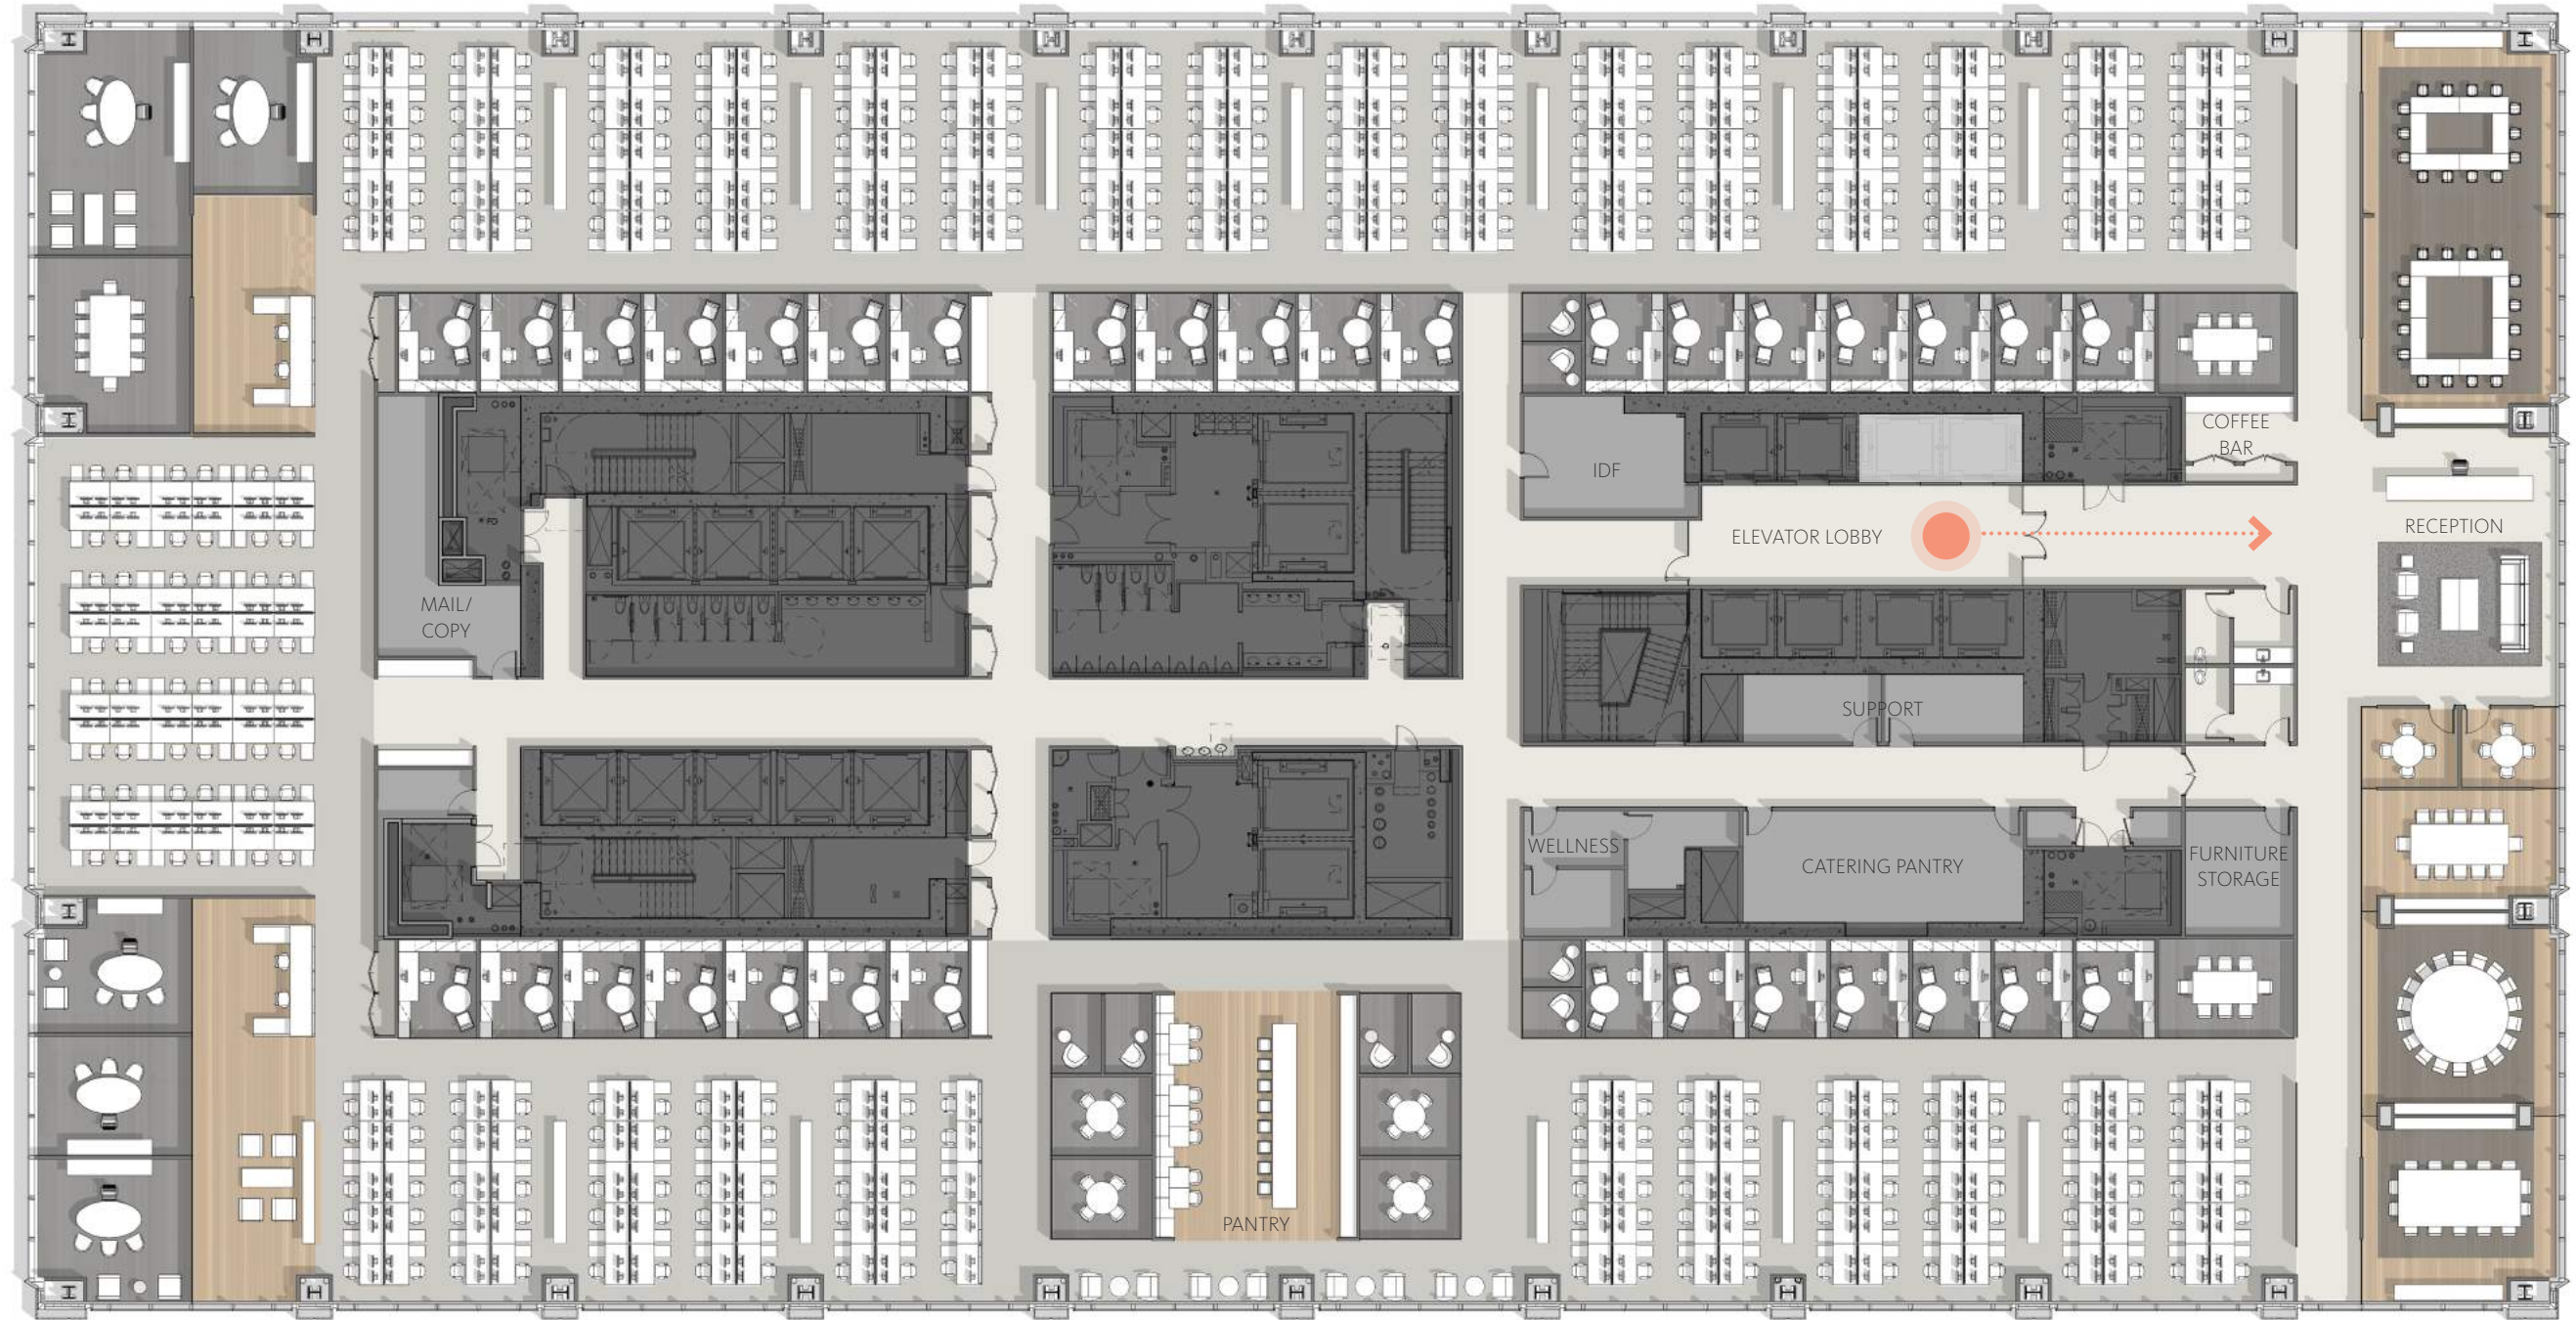 COFFEE
BAR
IDF
RECEPTION
ELEVATOR LOBBY
MAIL/
COPY
SUPPORT
WELLNESS
CATERING PANTRY
FURNITURE
STORAGE
PANTRY